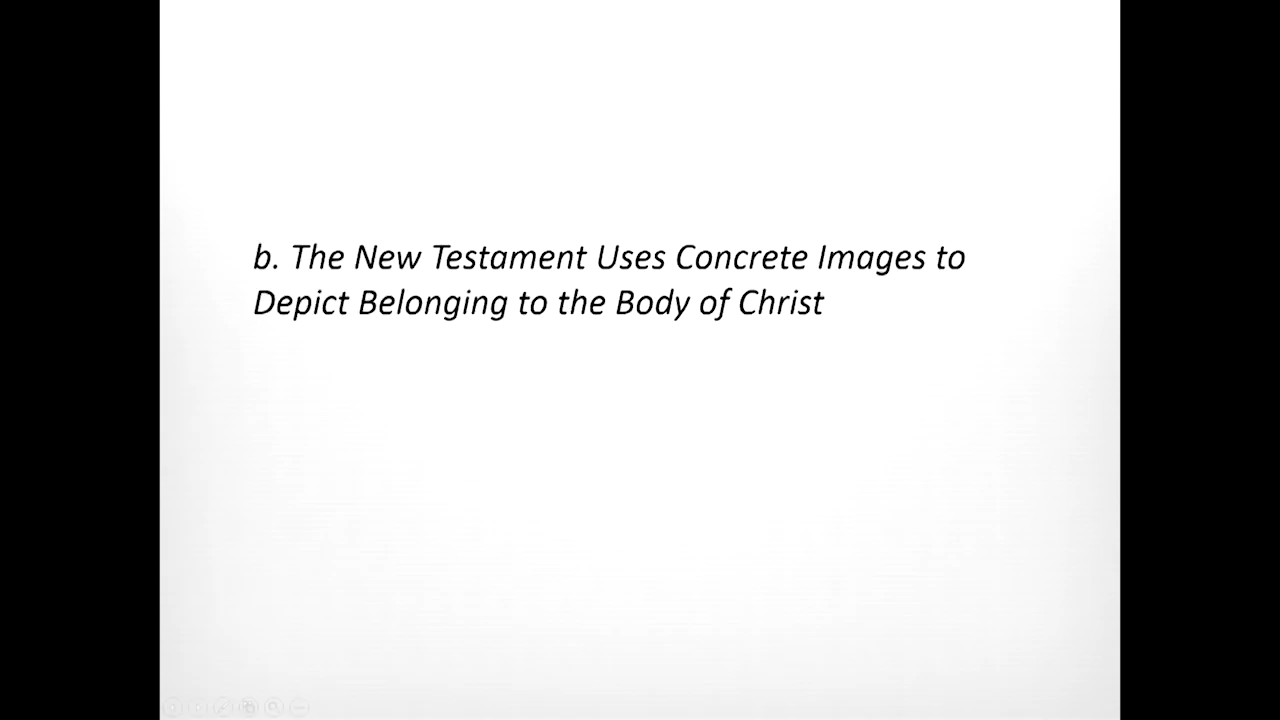 b. The New Testament Uses Concrete Images to
Depict Belonging to the Body of Christ